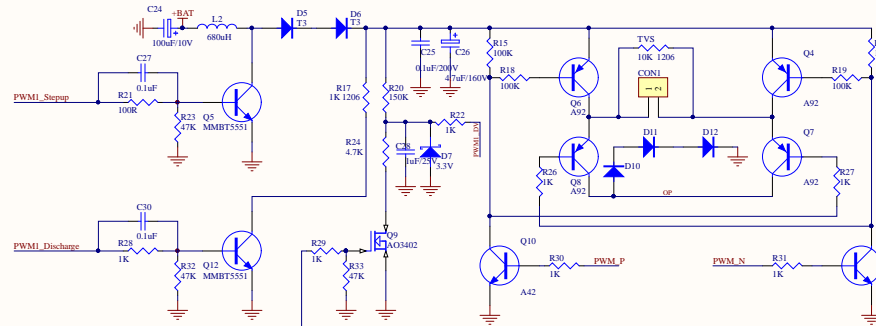 C24
+BAT
100uF/10V
L2
680uH
D5
T3
D6
T3
C25
0.1uF/200V
C26
4.7uF/160V
R15
100K
R18
100K
Q6
A92
TVS
10K 1206
CON1
1 2
Q4
A92
R19
100K
C27
0.1uF
PWM1_Stepup
R21
100R
R23
47K
Q5
MMBT5551
R17
1K 1206
R20
150K
R22
1K
R24
4.7K
C28
1uF/25V
D7
3.3V
Q8
A92
R26
1K
D11
D12
D10
OP
Q7
A92
R27
1K
C30
0.1uF
PWM1_Discharge
R28
1K
R32
47K
Q12
MMBT5551
R29
1K
R33
47K
Q9
AO3402
Q10
A42
R30
1K
PWM_P
PWM_N
R31
1K